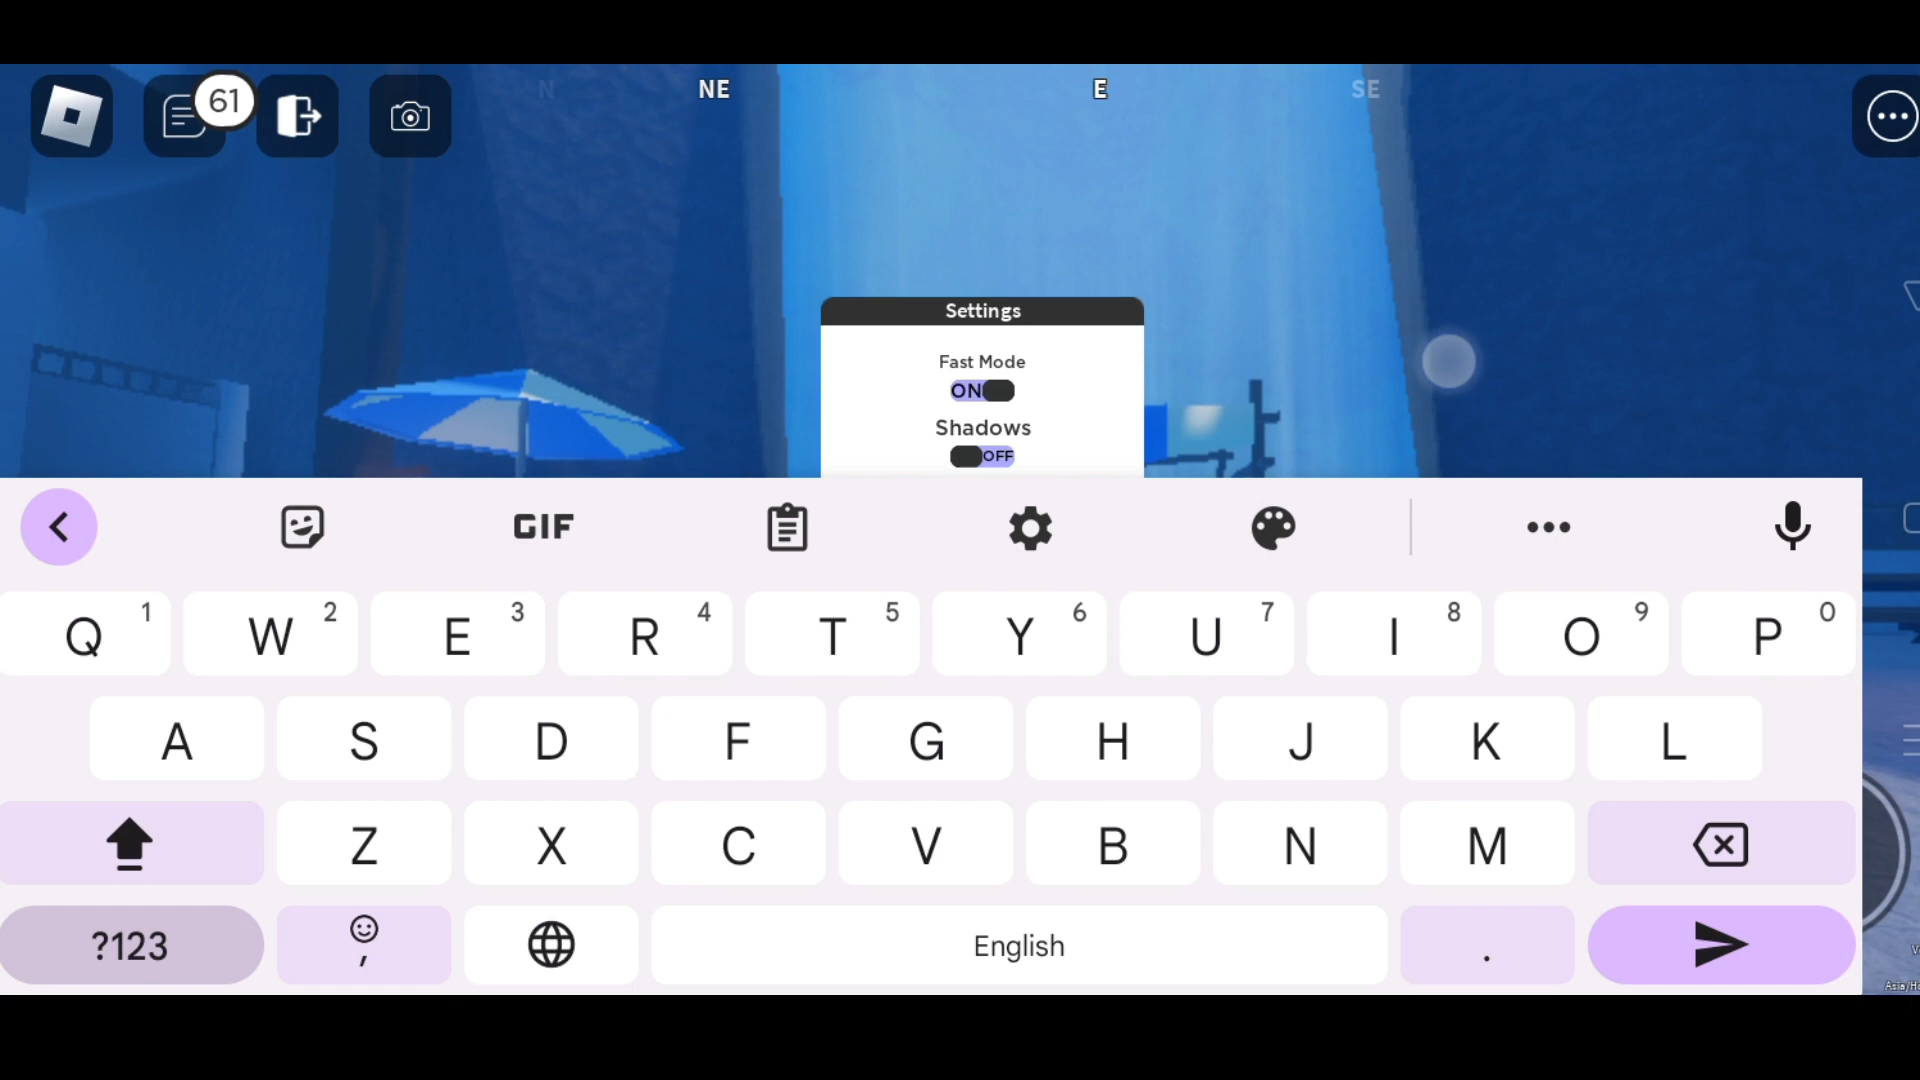 61
N
NE
E
SE
Settings
Fast Mode
ON
Shadows
OFF
GIF
Q 1 W 2 E 3 R 4 T 5 Y 6 U 7 I 8 O 9 P 0
A S D F G H J K L
Z X C V B N M
?123 , English .